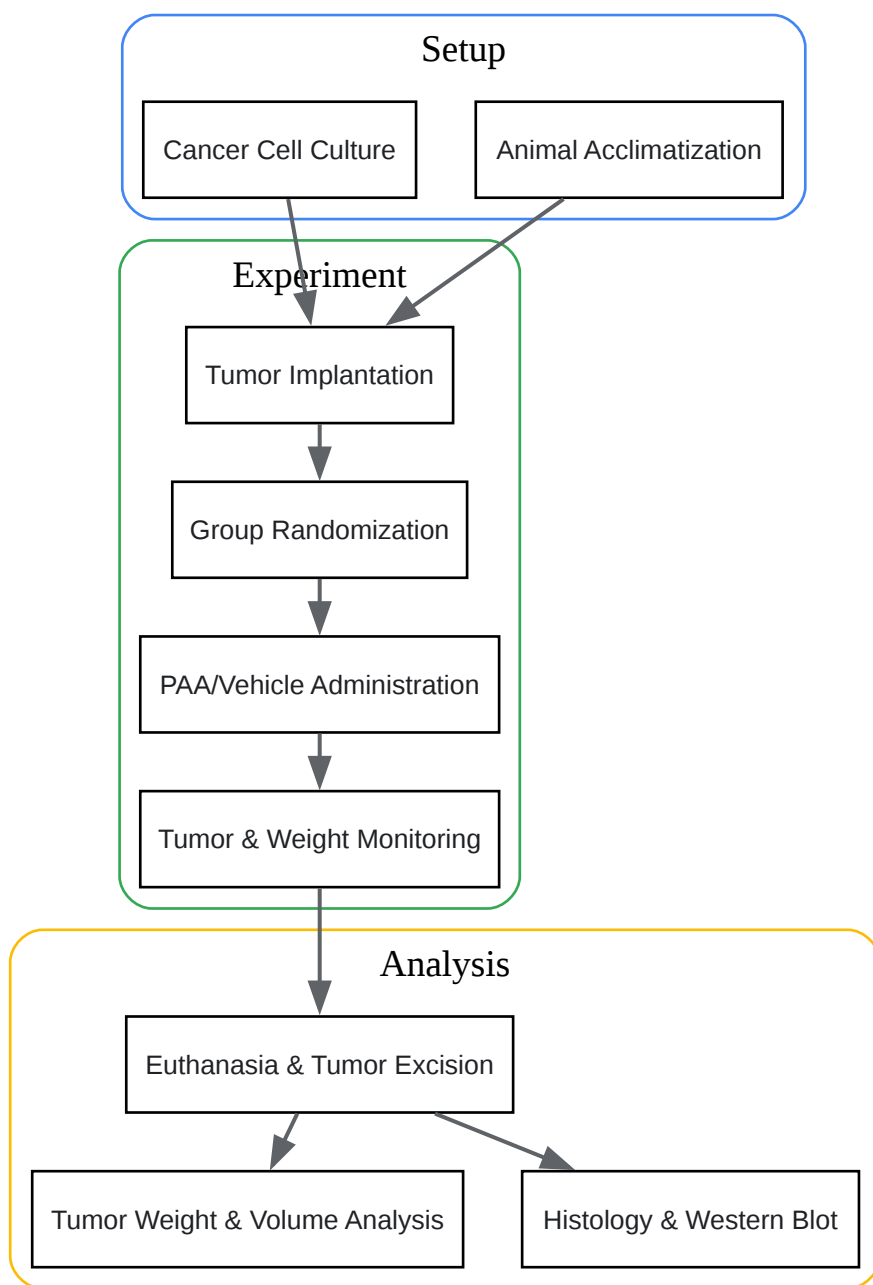 Setup
Cancer Cell Culture
Animal Acclimatization
Experiment
Tumor Implantation
Group Randomization
PAA/Vehicle Administration
Tumor & Weight Monitoring
Analysis
Euthanasia & Tumor Excision
Tumor Weight & Volume Analysis
Histology & Western Blot